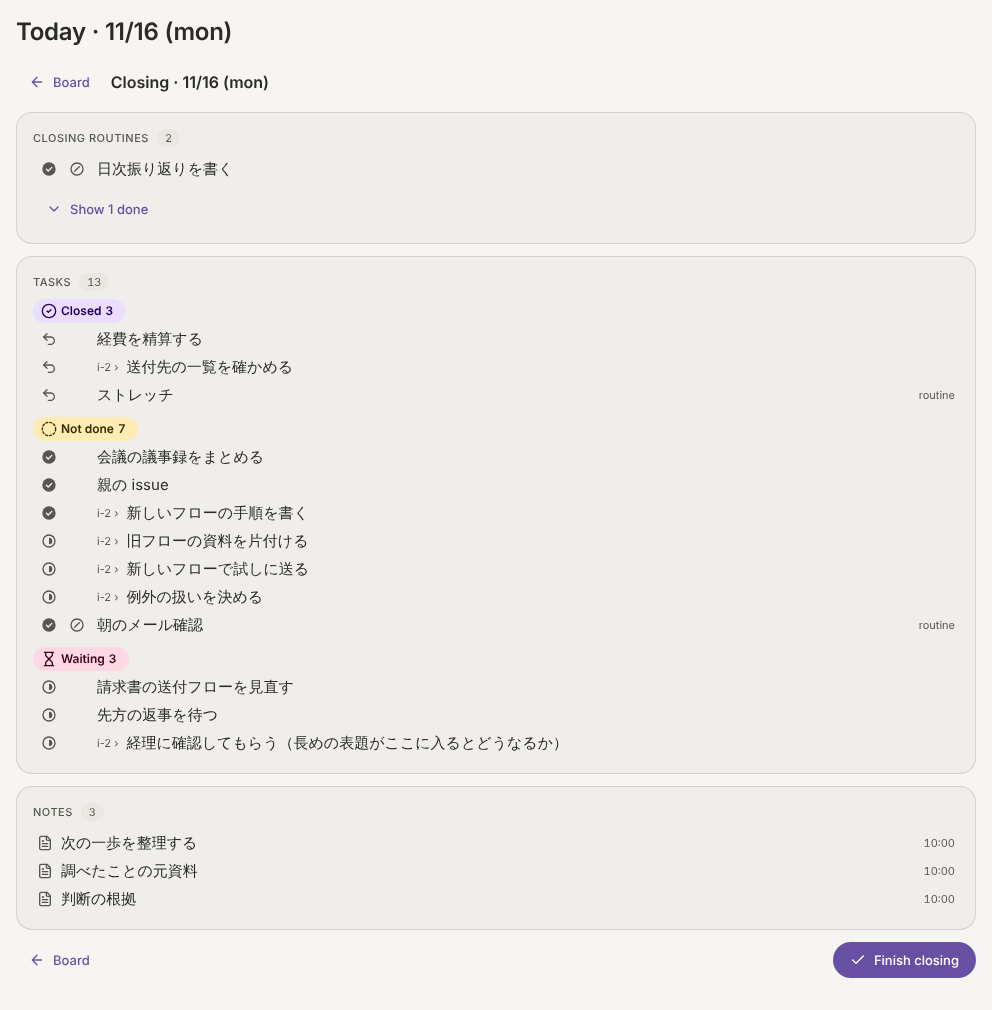 Today · 11/16 (mon)
Board
Closing · 11/16 (mon)
CLOSING ROUTINES 2
日次振り返りを書く
Show 1 done
TASKS 13
Closed 3
経費を精算する
i-2 › 送付先の一覧を確かめる
ストレッチ routine
Not done 7
会議の議事録をまとめる
親の issue
i-2 › 新しいフローの手順を書く
i-2 › 旧フローの資料を片付ける
i-2 › 新しいフローで試しに送る
i-2 › 例外の扱いを決める
朝のメール確認 routine
Waiting 3
請求書の送付フローを見直す
先方の返事を待つ
i-2 › 経理に確認してもらう（長めの表題がここに入るとどうなるか）
NOTES 3
次の一歩を整理する 10:00
調べたことの元資料 10:00
判断の根拠 10:00
Board
Finish closing